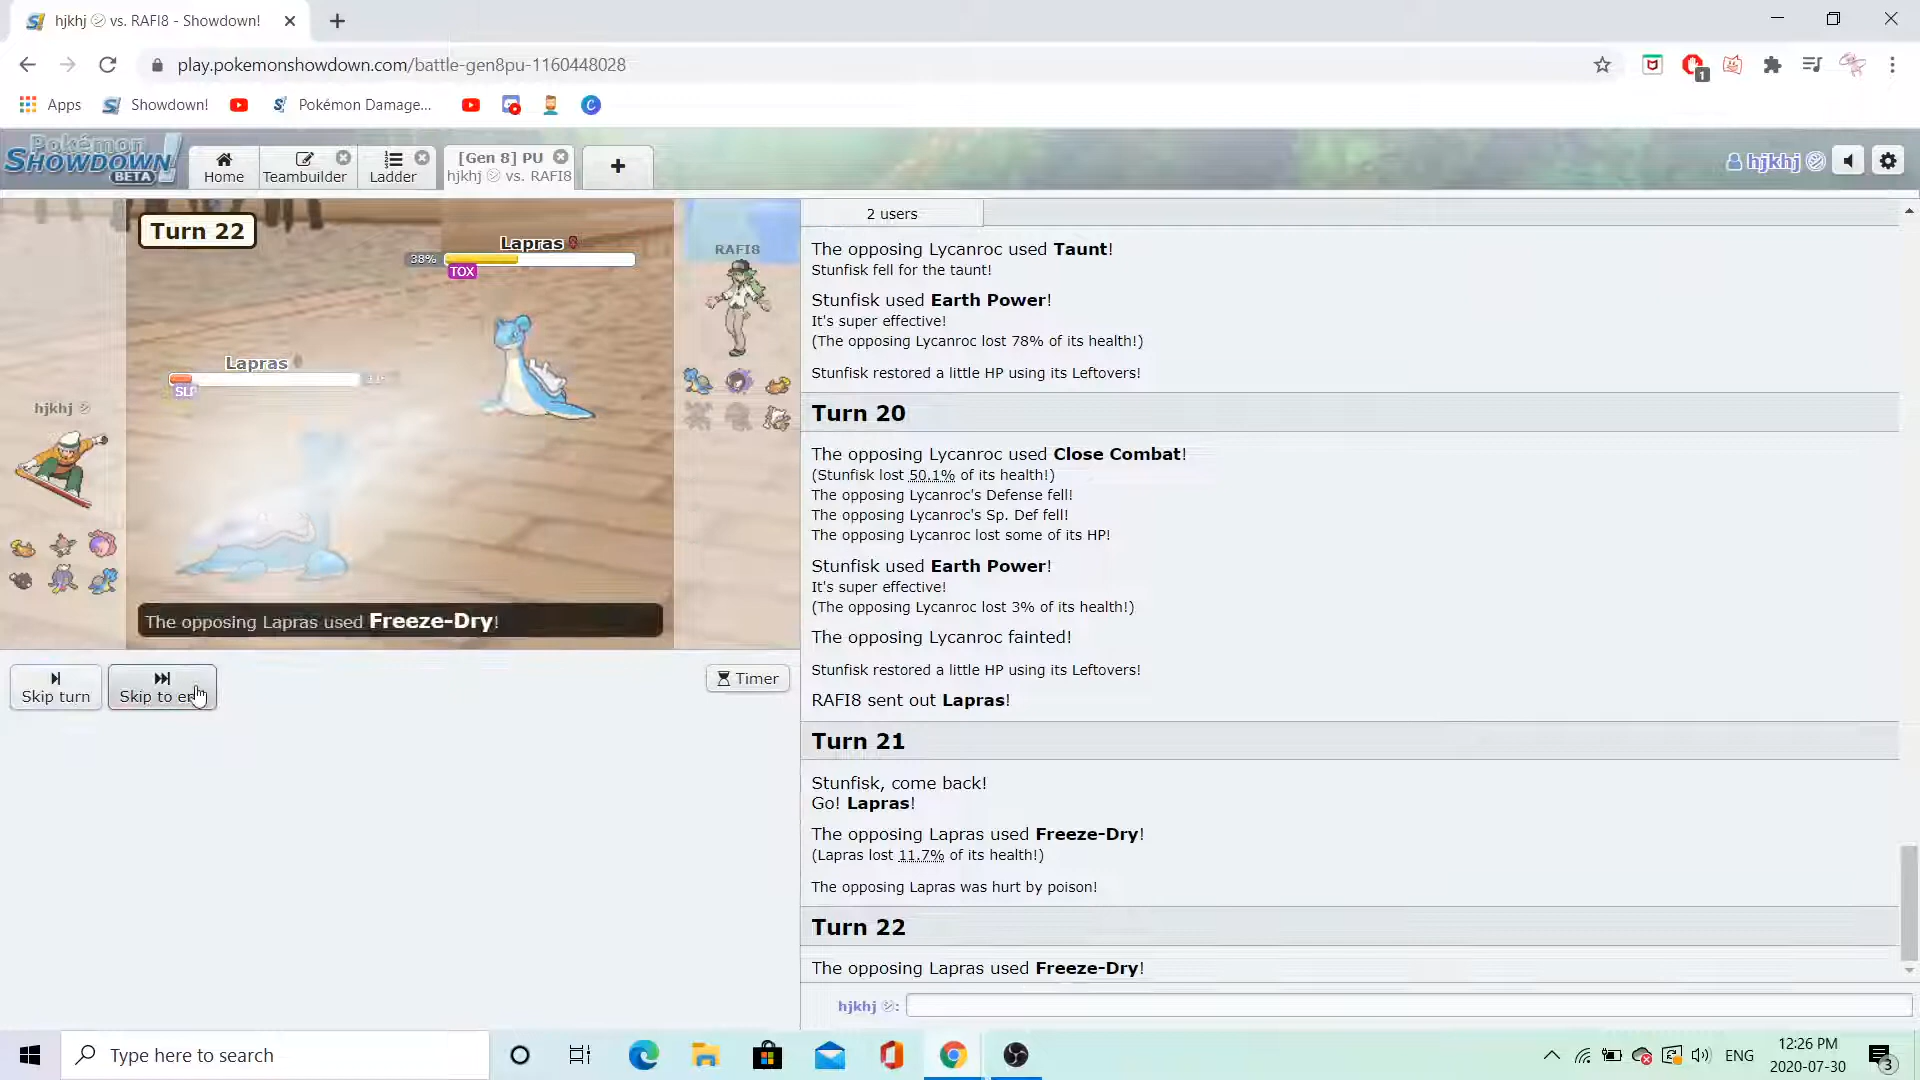 hjkhj vs. RAFI8 - Showdown!
play.pokemonshowdown.com/battle-gen8pu-1160448028
1
Apps
Showdown!
Pokémon Damage...
Pokémon
SHOWDOWN!
BETA
Home
Teambuilder
Ladder
[Gen 8] PU
hjkhj vs. RAFI8
hjkhj
Turn 22
Lapras
38%
TOX
RAFI8
Lapras
SLP
hjkhj
The opposing Lapras used Freeze-Dry!
Skip turn
Skip to
Timer
2 users
The opposing Lycanroc used Taunt!
Stunfisk fell for the taunt!
Stunfisk used Earth Power!
It's super effective!
(The opposing Lycanroc lost 78% of its health!)
Stunfisk restored a little HP using its Leftovers!
Turn 20
The opposing Lycanroc used Close Combat!
(Stunfisk lost 50.1% of its health!)
The opposing Lycanroc's Defense fell!
The opposing Lycanroc's Sp. Def fell!
The opposing Lycanroc lost some of its HP!
Stunfisk used Earth Power!
It's super effective!
(The opposing Lycanroc lost 3% of its health!)
The opposing Lycanroc fainted!
Stunfisk restored a little HP using its Leftovers!
RAFI8 sent out Lapras!
Turn 21
Stunfisk, come back!
Go! Lapras!
The opposing Lapras used Freeze-Dry!
(Lapras lost 11.7% of its health!)
The opposing Lapras was hurt by poison!
Turn 22
The opposing Lapras used Freeze-Dry!
hjkhj :
Type here to search
ENG
12:26 PM
2020-07-30
3